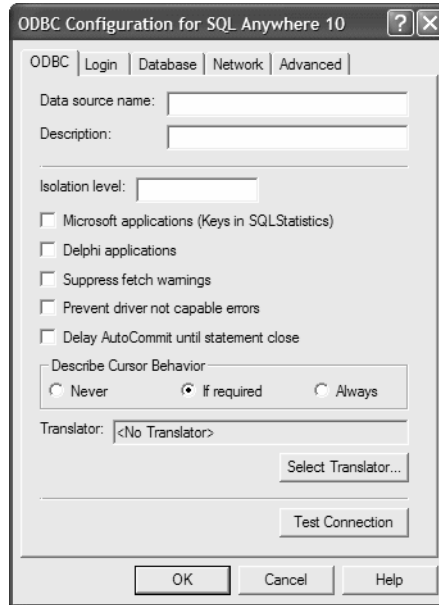 ODBC Configuration for SQL Anywhere 10
ODBC Login Database Network Advanced
Data source name:
Description:
Isolation level:
Microsoft applications (Keys in SQLStatistics)
Delphi applications
Suppress fetch warnings
Prevent driver not capable errors
Delay AutoCommit until statement close
Describe Cursor Behavior
Never If required Always
Translator: <No Translator>
Select Translator...
Test Connection
OK Cancel Help